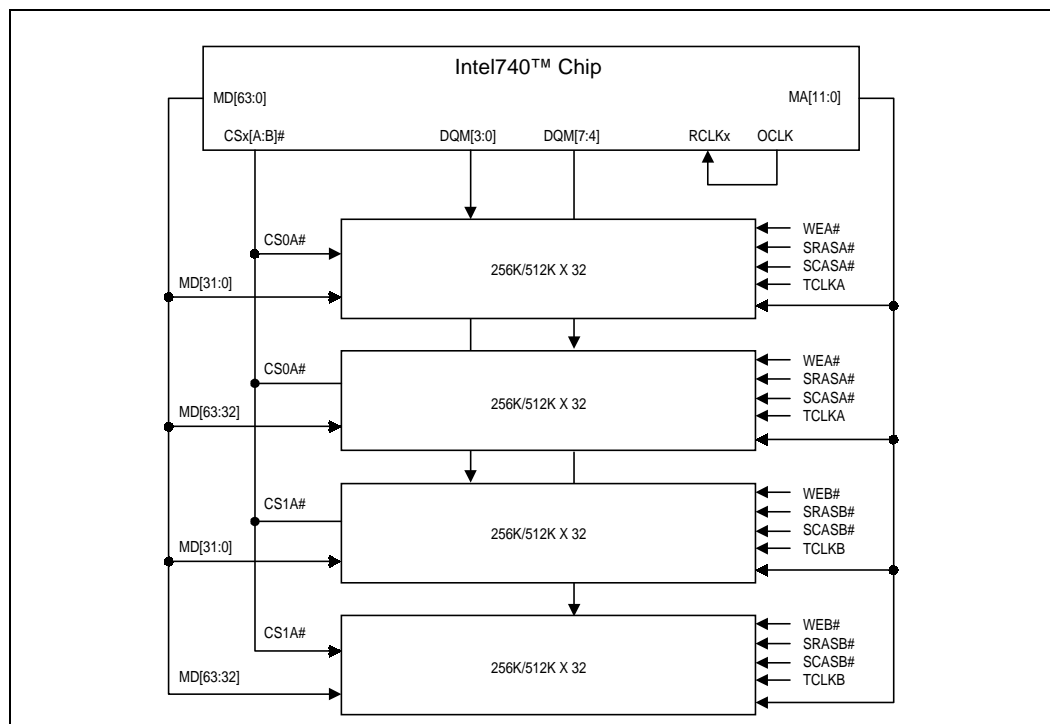 Intel740™ Chip
MD[63:0]
MA[11:0]
CSx[A:B]#
DQM[3:0]
DQM[7:4]
RCLKx
OCLK
CS0A#
MD[31:0]
256K/512K X 32
WEA#
SRASA#
SCASA#
TCLKA
CS0A#
MD[63:32]
256K/512K X 32
WEA#
SRASA#
SCASA#
TCLKA
CS1A#
MD[31:0]
256K/512K X 32
WEB#
SRASB#
SCASB#
TCLKB
CS1A#
MD[63:32]
256K/512K X 32
WEB#
SRASB#
SCASB#
TCLKB